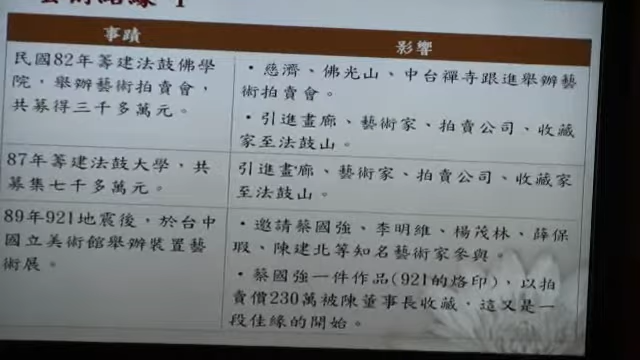 事蹟
影響
民國82年籌建法鼓佛學
院，舉辦藝術拍賣會，
共募得三千多萬元。
•慈濟、佛光山、中台禪寺跟進舉辦藝
術拍賣會。
•引進畫廊、藝術家、拍賣公司、收藏
家至法鼓山。
87年籌建法鼓大學，共
募集七千多萬元。
引進畫廊、藝術家、拍賣公司、收藏家
至法鼓山。
89年921地震後，於台中
國立美術館舉辦裝置藝
術展。
•邀請蔡國強、李明維、楊茂林、薛保
瑕、陳建北等知名藝術家參與。
•蔡國強一件作品(921的烙印)，以拍
賣價230萬被陳董事長收藏，這又是一
段佳緣的開始。